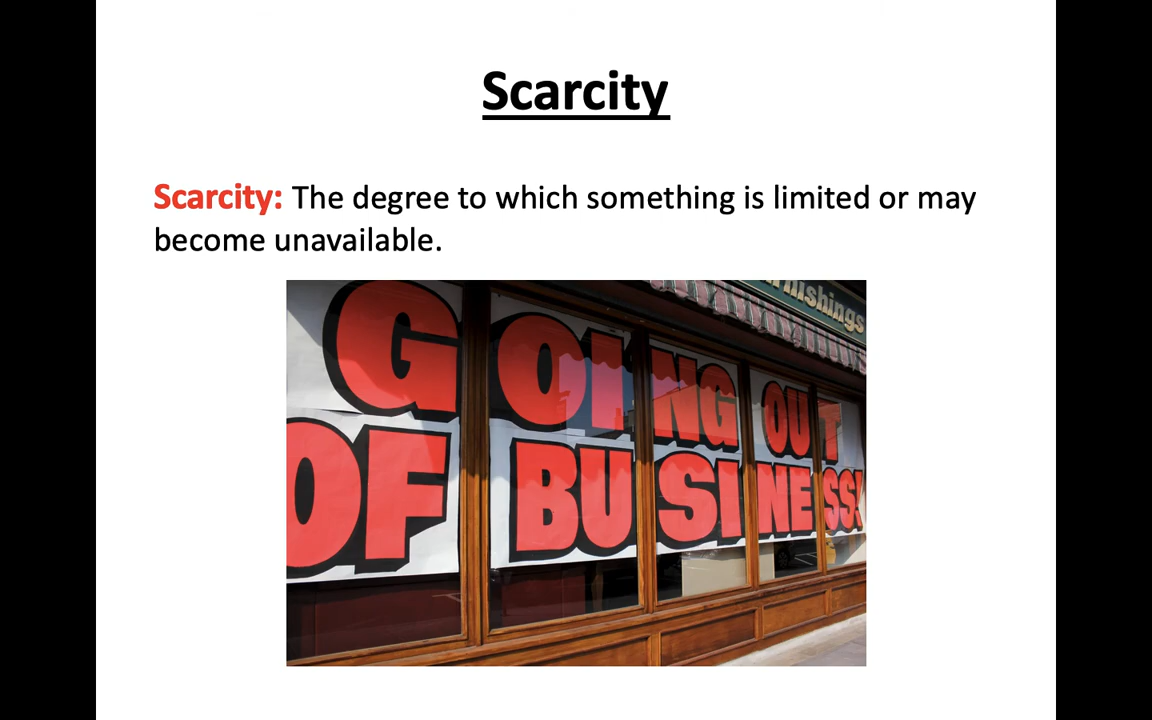 Scarcity
Scarcity: The degree to which something is limited or may
become unavailable.
GOING OUT
OF BUSINESS!